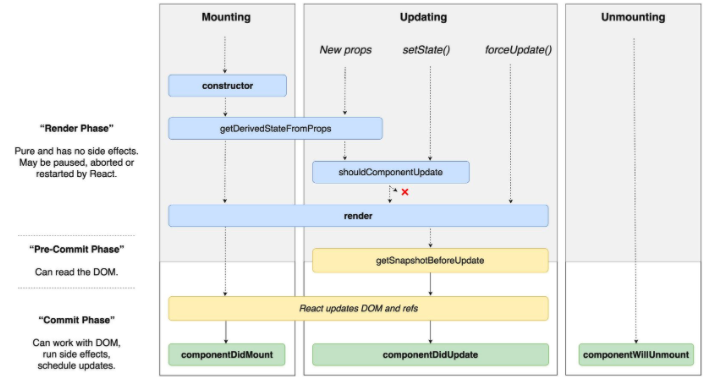 Mounting
Updating
Unmounting
New props
setState()
forceUpdate()
constructor
“Render Phase”
getDerivedStateFromProps
Pure and has no side effects.
May be paused, aborted or
restarted by React.
shouldComponentUpdate
render
“Pre-Commit Phase”
Can read the DOM.
getSnapshotBeforeUpdate
React updates DOM and refs
“Commit Phase”
Can work with DOM,
run side effects,
schedule updates.
componentDidMount
componentDidUpdate
componentWillUnmount